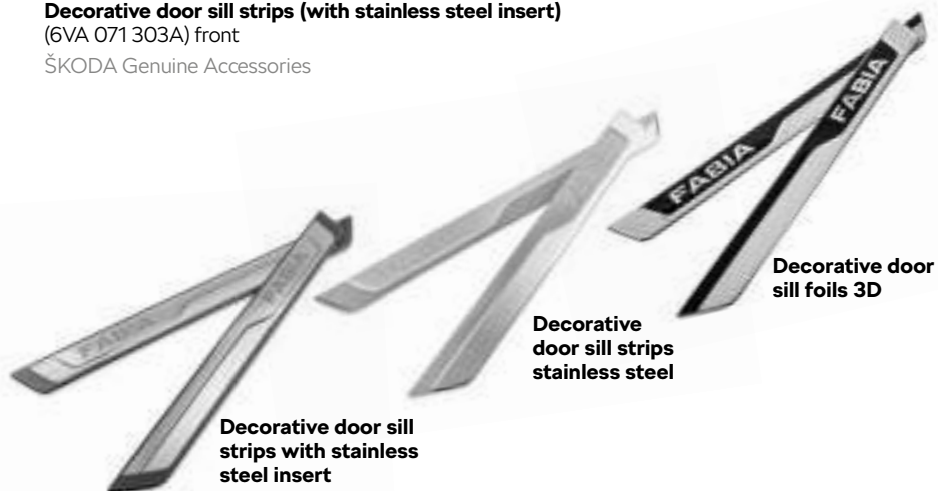 Decorative door sill strips (with stainless steel insert)
(6VA 071 303A) front
ŠKODA Genuine Accessories
FABIA
FABIA
Decorative door
sill foils 3D
Decorative
door sill strips
stainless steel
FABIA
FABIA
Decorative door sill
strips with stainless
steel insert